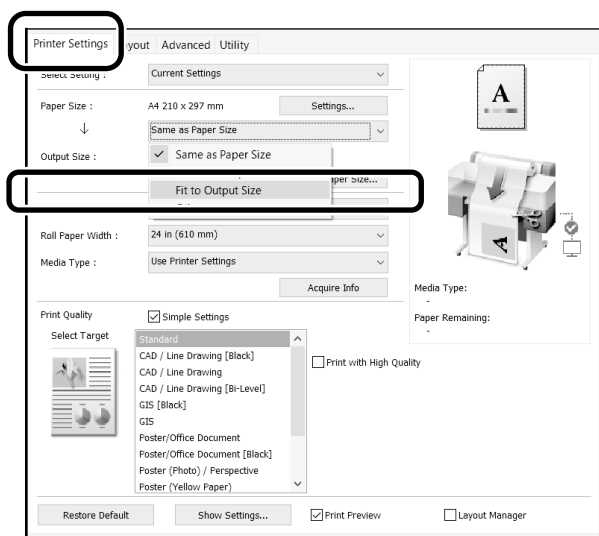 Printer Settings
yout
Advanced
Utility
Select Setting :
Current Settings
Paper Size :
A4 210 x 297 mm
Settings...
Same as Paper Size
Output Size :
✓ Same as Paper Size
per Size...
Fit to Output Size
Roll Paper Width :
24 in (610 mm)
Media Type :
Use Printer Settings
Acquire Info
Print Quality
Simple Settings
Select Target
Standard
CAD / Line Drawing [Black]
CAD / Line Drawing
CAD / Line Drawing [Bi-Level]
GIS [Black]
GIS
Poster/Office Document
Poster/Office Document [Black]
Poster (Photo) / Perspective
Poster (Yellow Paper)
Print with High Quality
A
A
Media Type:
-
Paper Remaining:
-
Restore Default
Show Settings...
Print Preview
Layout Manager